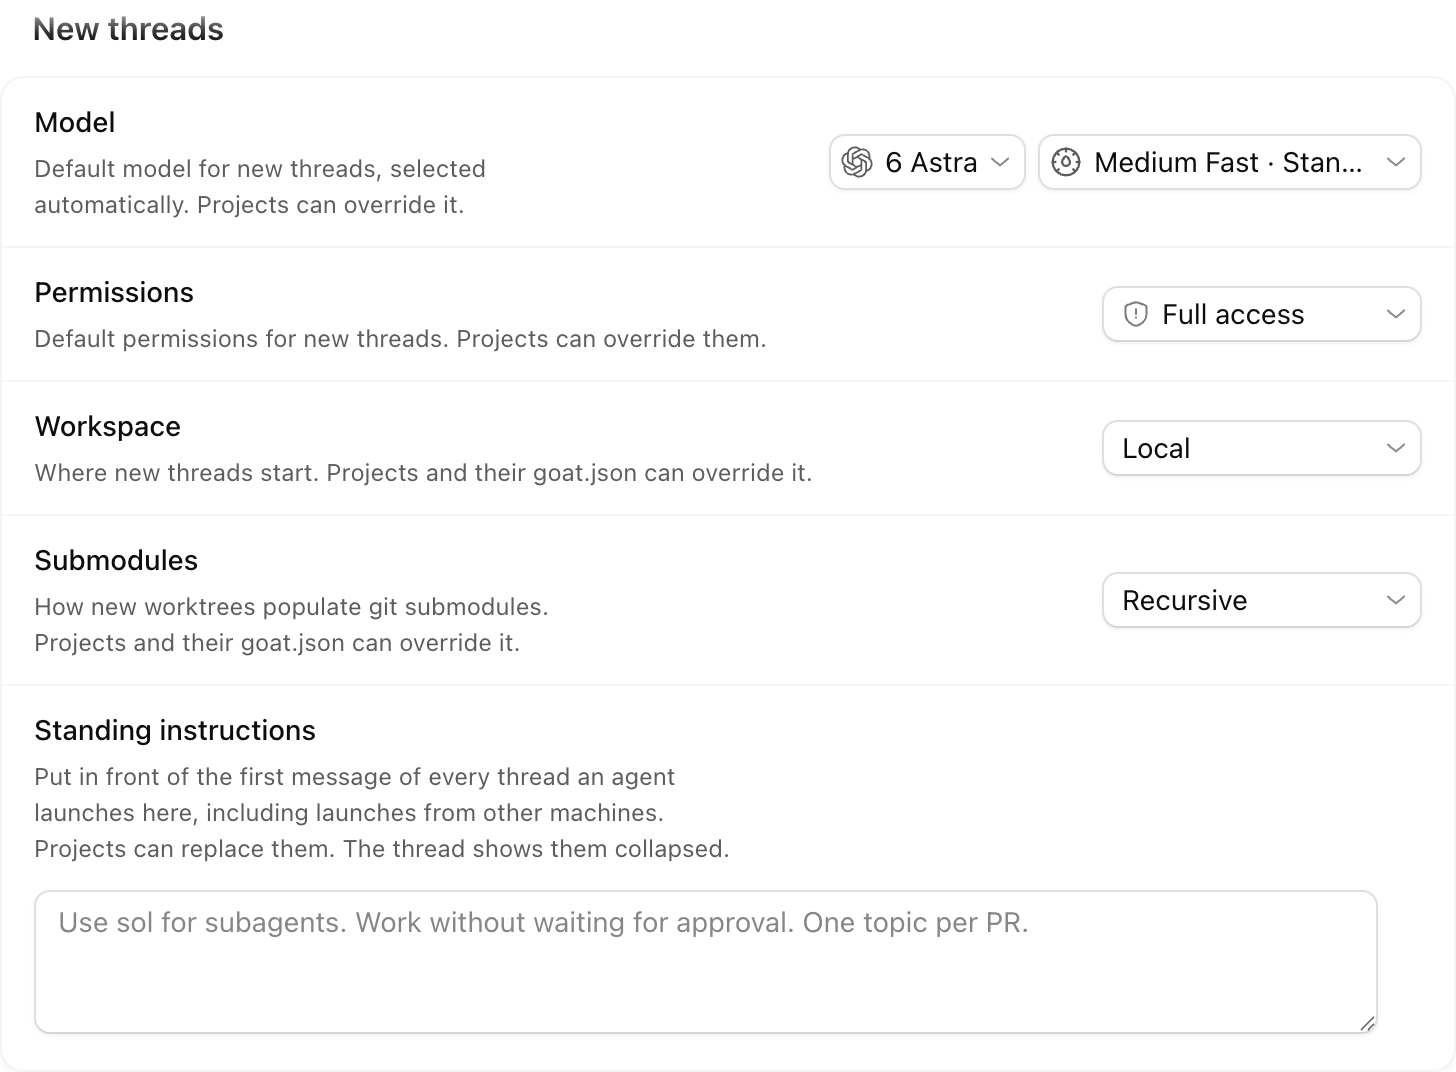 New threads
Model
Default model for new threads, selected
automatically. Projects can override it.
6 Astra
Medium Fast · Stan...
Permissions
Default permissions for new threads. Projects can override them.
Full access
Workspace
Where new threads start. Projects and their goat.json can override it.
Local
Submodules
How new worktrees populate git submodules.
Projects and their goat.json can override it.
Recursive
Standing instructions
Put in front of the first message of every thread an agent
launches here, including launches from other machines.
Projects can replace them. The thread shows them collapsed.
Use sol for subagents. Work without waiting for approval. One topic per PR.